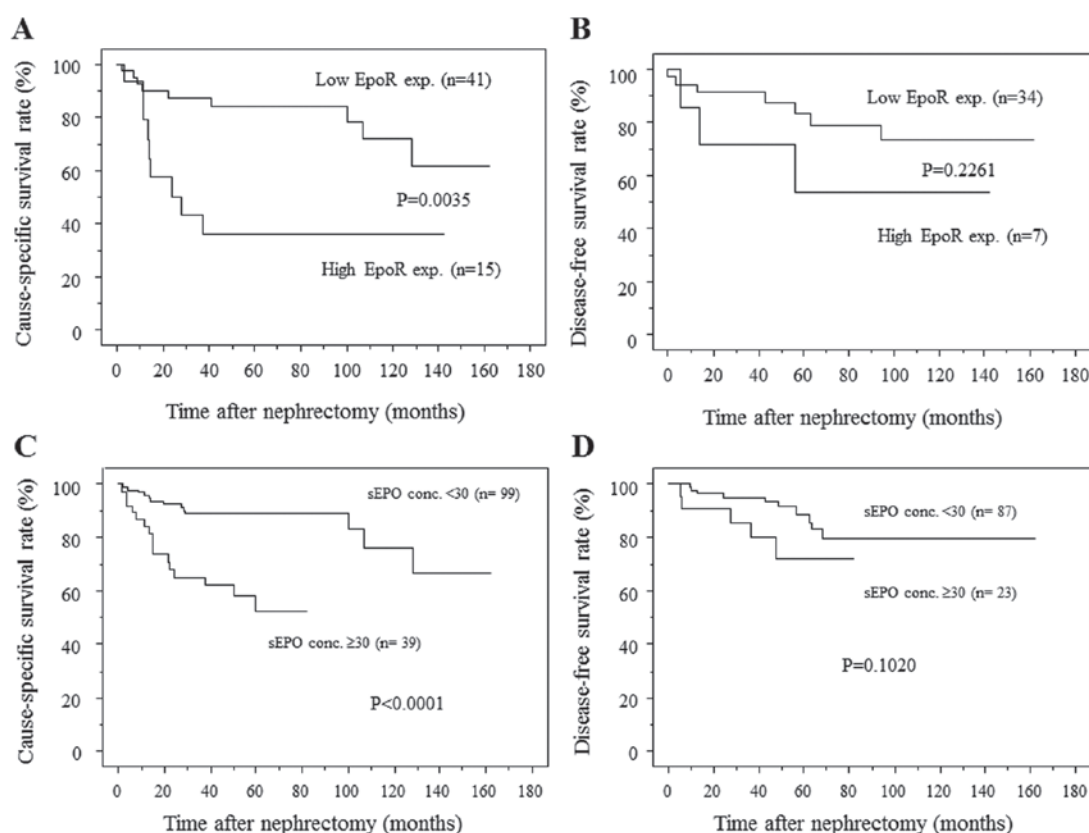 A
Cause-specific survival rate (%)
100
80
60
40
20
0
Low EpoR exp. (n=41)
P=0.0035
High EpoR exp. (n=15)
0 20 40 60 80 100 120 140 160 180
Time after nephrectomy (months)
B
Disease-free survival rate (%)
100
80
60
40
80
20
0
Low EpoR exp. (n=34)
P=0.2261
High EpoR exp. (n=7)
0 20 40 60 80 100 120 140 160 180
Time after nephrectomy (months)
C
Cause-specific survival rate (%)
100
80
60
40
20
0
sEPO conc. <30 (n= 99)
sEPO conc. ≥30 (n= 39)
P<0.0001
0 20 40 60 80 100 120 140 160 180
Time after nephrectomy (months)
D
Disease-free survival rate (%)
100
80
60
40
20
0
sEPO conc. <30 (n= 87)
sEPO conc. ≥30 (n= 23)
P=0.1020
0 20 40 60 80 100 120 140 160 180
Time after nephrectomy (months)